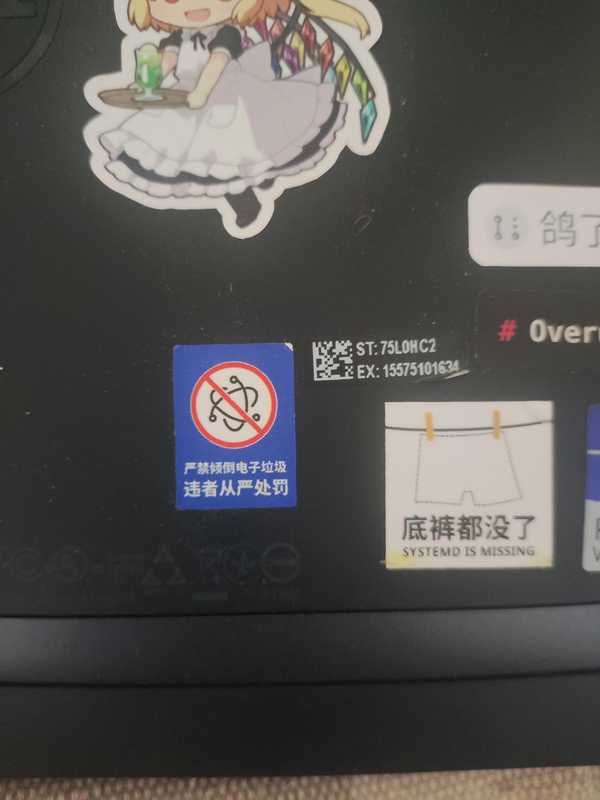 鸽了
# Over
ST: 75L0HC2
EX: 15575101634
严禁倾倒电子垃圾
违者从严处罚
底裤都没了
SYSTEMD IS MISSING